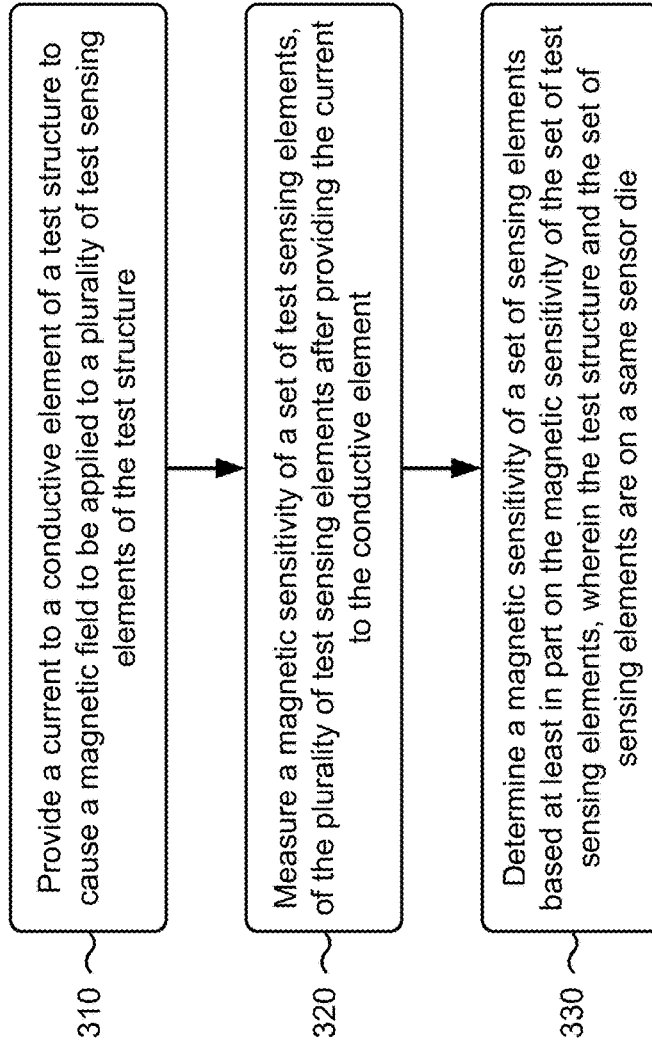 310
Provide a current to a conductive element of a test structure to
cause a magnetic field to be applied to a plurality of test sensing
elements of the test structure
320
Measure a magnetic sensitivity of a set of test sensing elements,
of the plurality of test sensing elements after providing the current
to the conductive element
330
Determine a magnetic sensitivity of a set of sensing elements
based at least in part on the magnetic sensitivity of the set of test
sensing elements, wherein the test structure and the set of
sensing elements are on a same sensor die